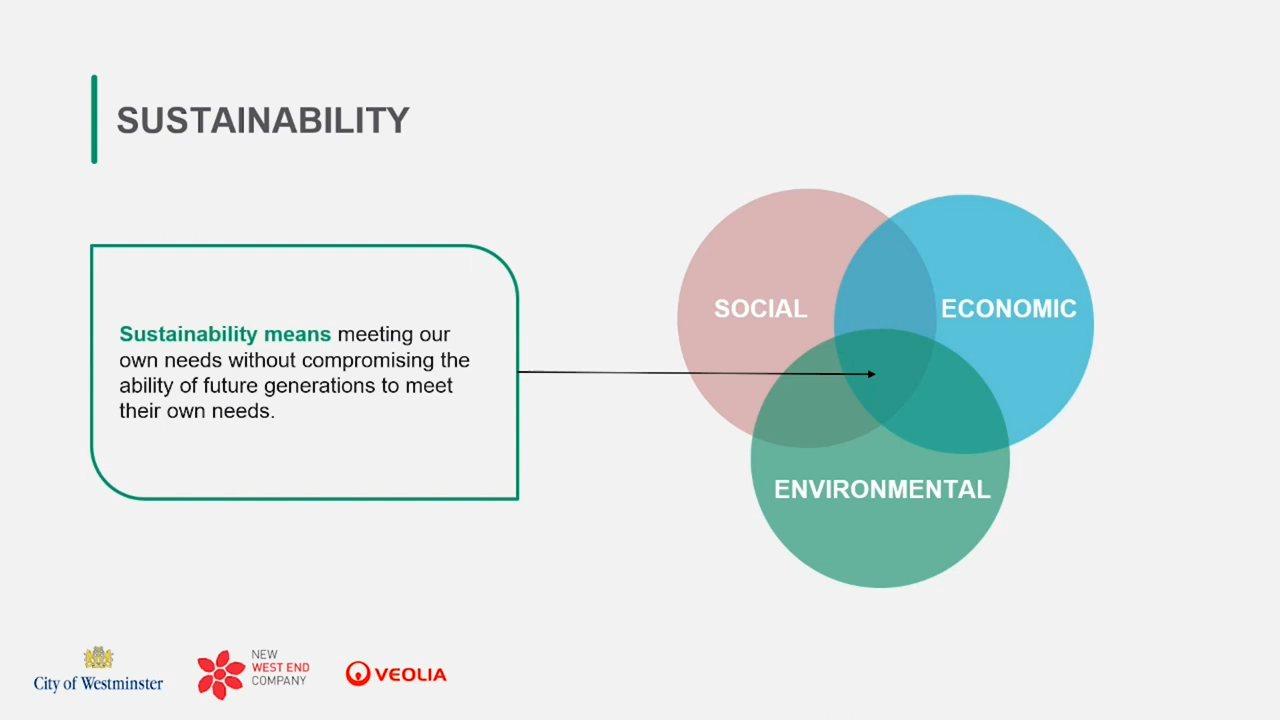 SUSTAINABILITY
Sustainability means meeting our
own needs without compromising the
ability of future generations to meet
their own needs.
SOCIAL
ECONOMIC
ENVIRONMENTAL
City of Westminster
NEW
WEST END
COMPANY
VEOLIA